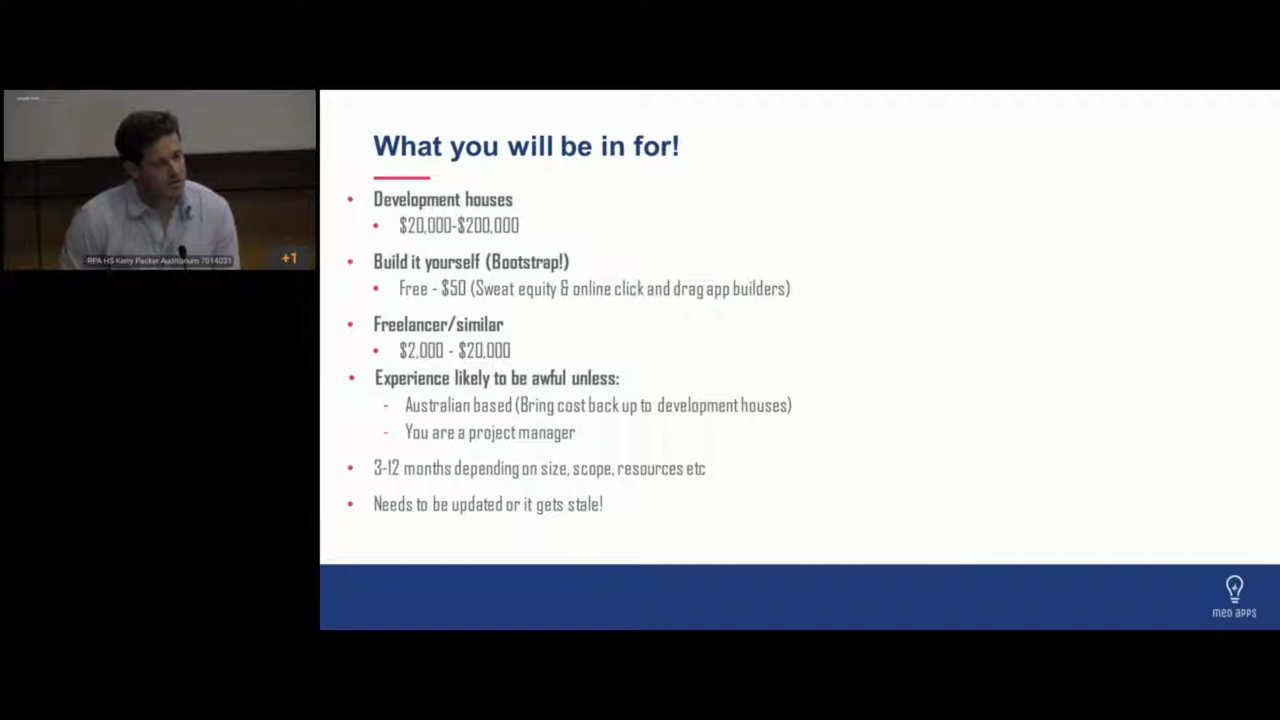 What you will be in for!
Development houses
$20,000-$200,000
Build it yourself (Bootstrap!)
Free - $50 (Sweat equity & online click and drag app builders)
Freelancer/similar
$2,000 - $20,000
Experience likely to be awful unless:
Australian based (Bring cost back up to development houses)
You are a project manager
3-12 months depending on size, scope, resources etc
Needs to be updated or it gets stale!
RPA HS Kerry Packer Auditorium 7014031
+1
med apps